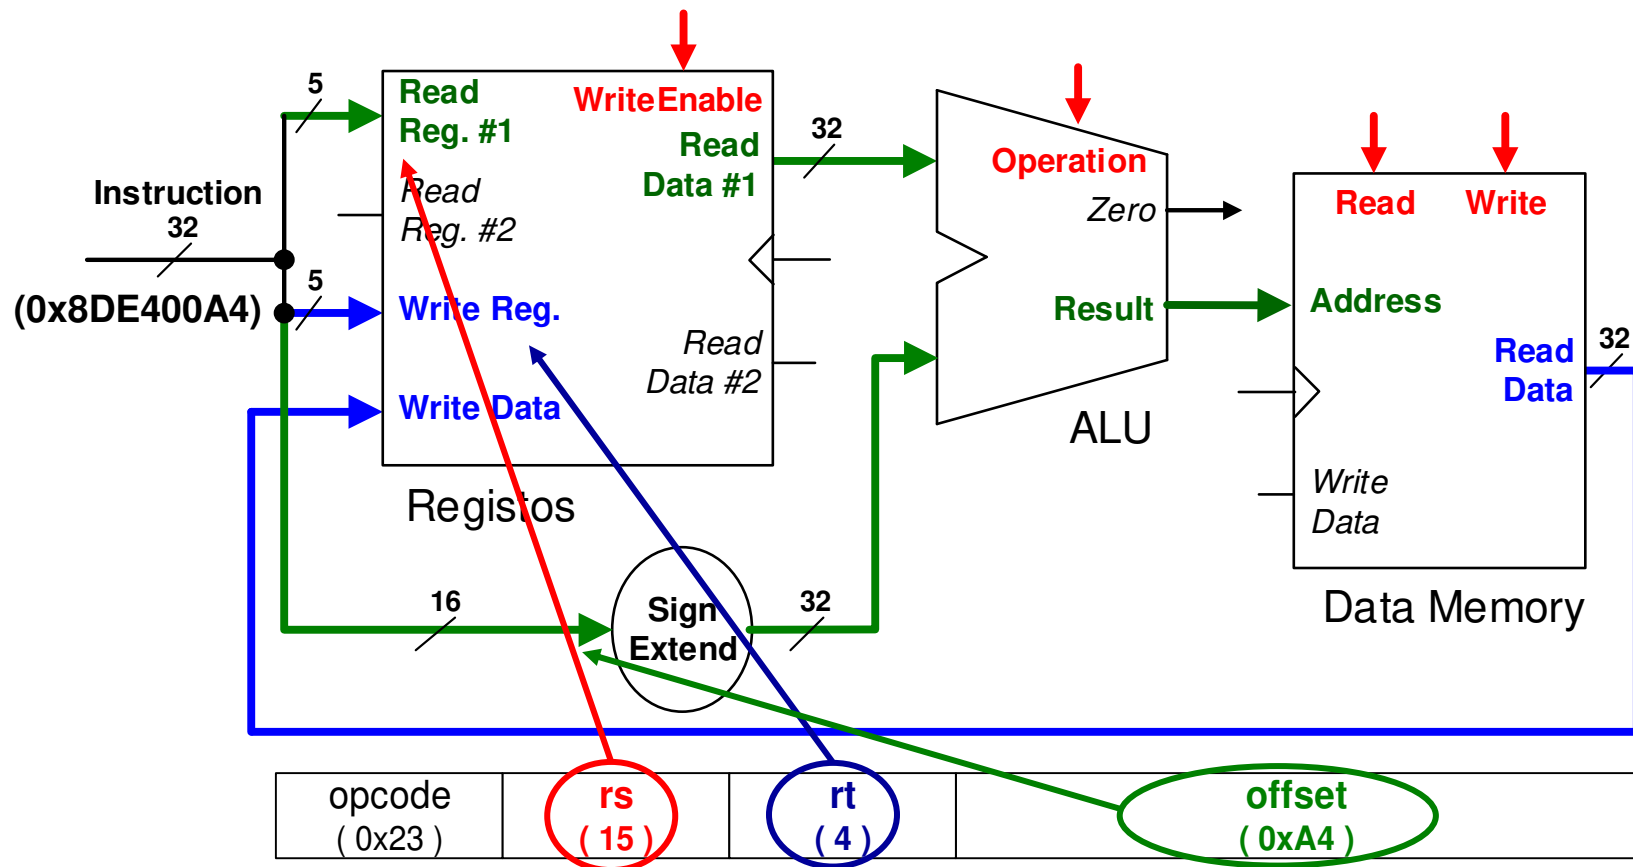 5
Read
Reg. #1
WriteEnable
Read
Data #1
32
Operation
Zero
Instruction
32
(0x8DE400A4)
Read
Reg. #2
5
Write Reg.
Write Data
Read
Data #2
Result
ALU
Read
Write
Address
Read
Data
32
Write
Data
Registos
Data Memory
16
Sign
Extend
32
opcode
( 0x23 )
rs
( 15 )
rt
( 4 )
offset
( 0xA4 )